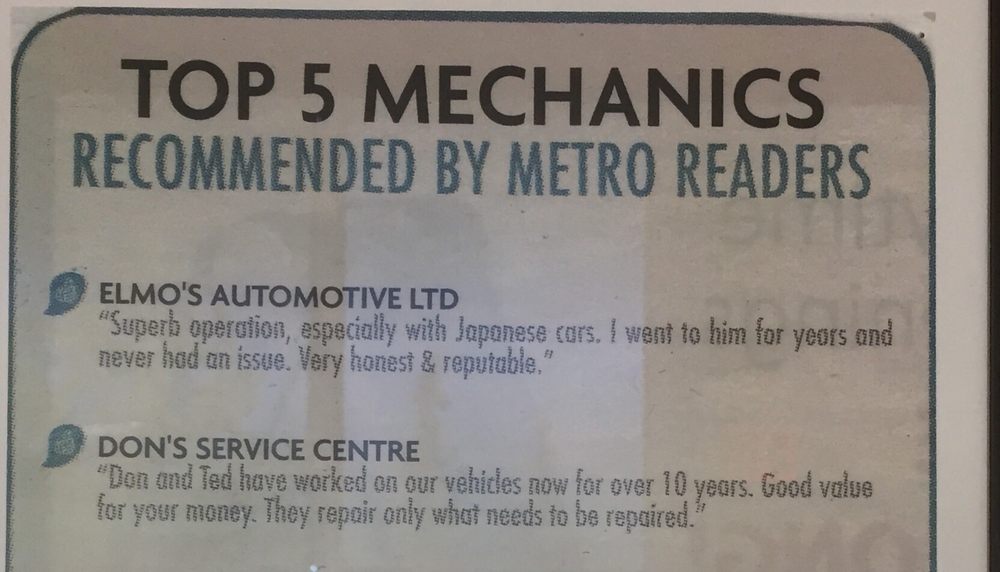 TOP 5 MECHANICS
RECOMMENDED BY METRO READERS
ELMO'S AUTOMOTIVE LTD
“Superb operation, especially with Japanese cars. I went to him for years and
never had an issue. Very honest & reputable.”
DON'S SERVICE CENTRE
“Don and Ted have worked on our vehicles now for over 10 years. Good value
for your money. They repair only what needs to be repaired.”